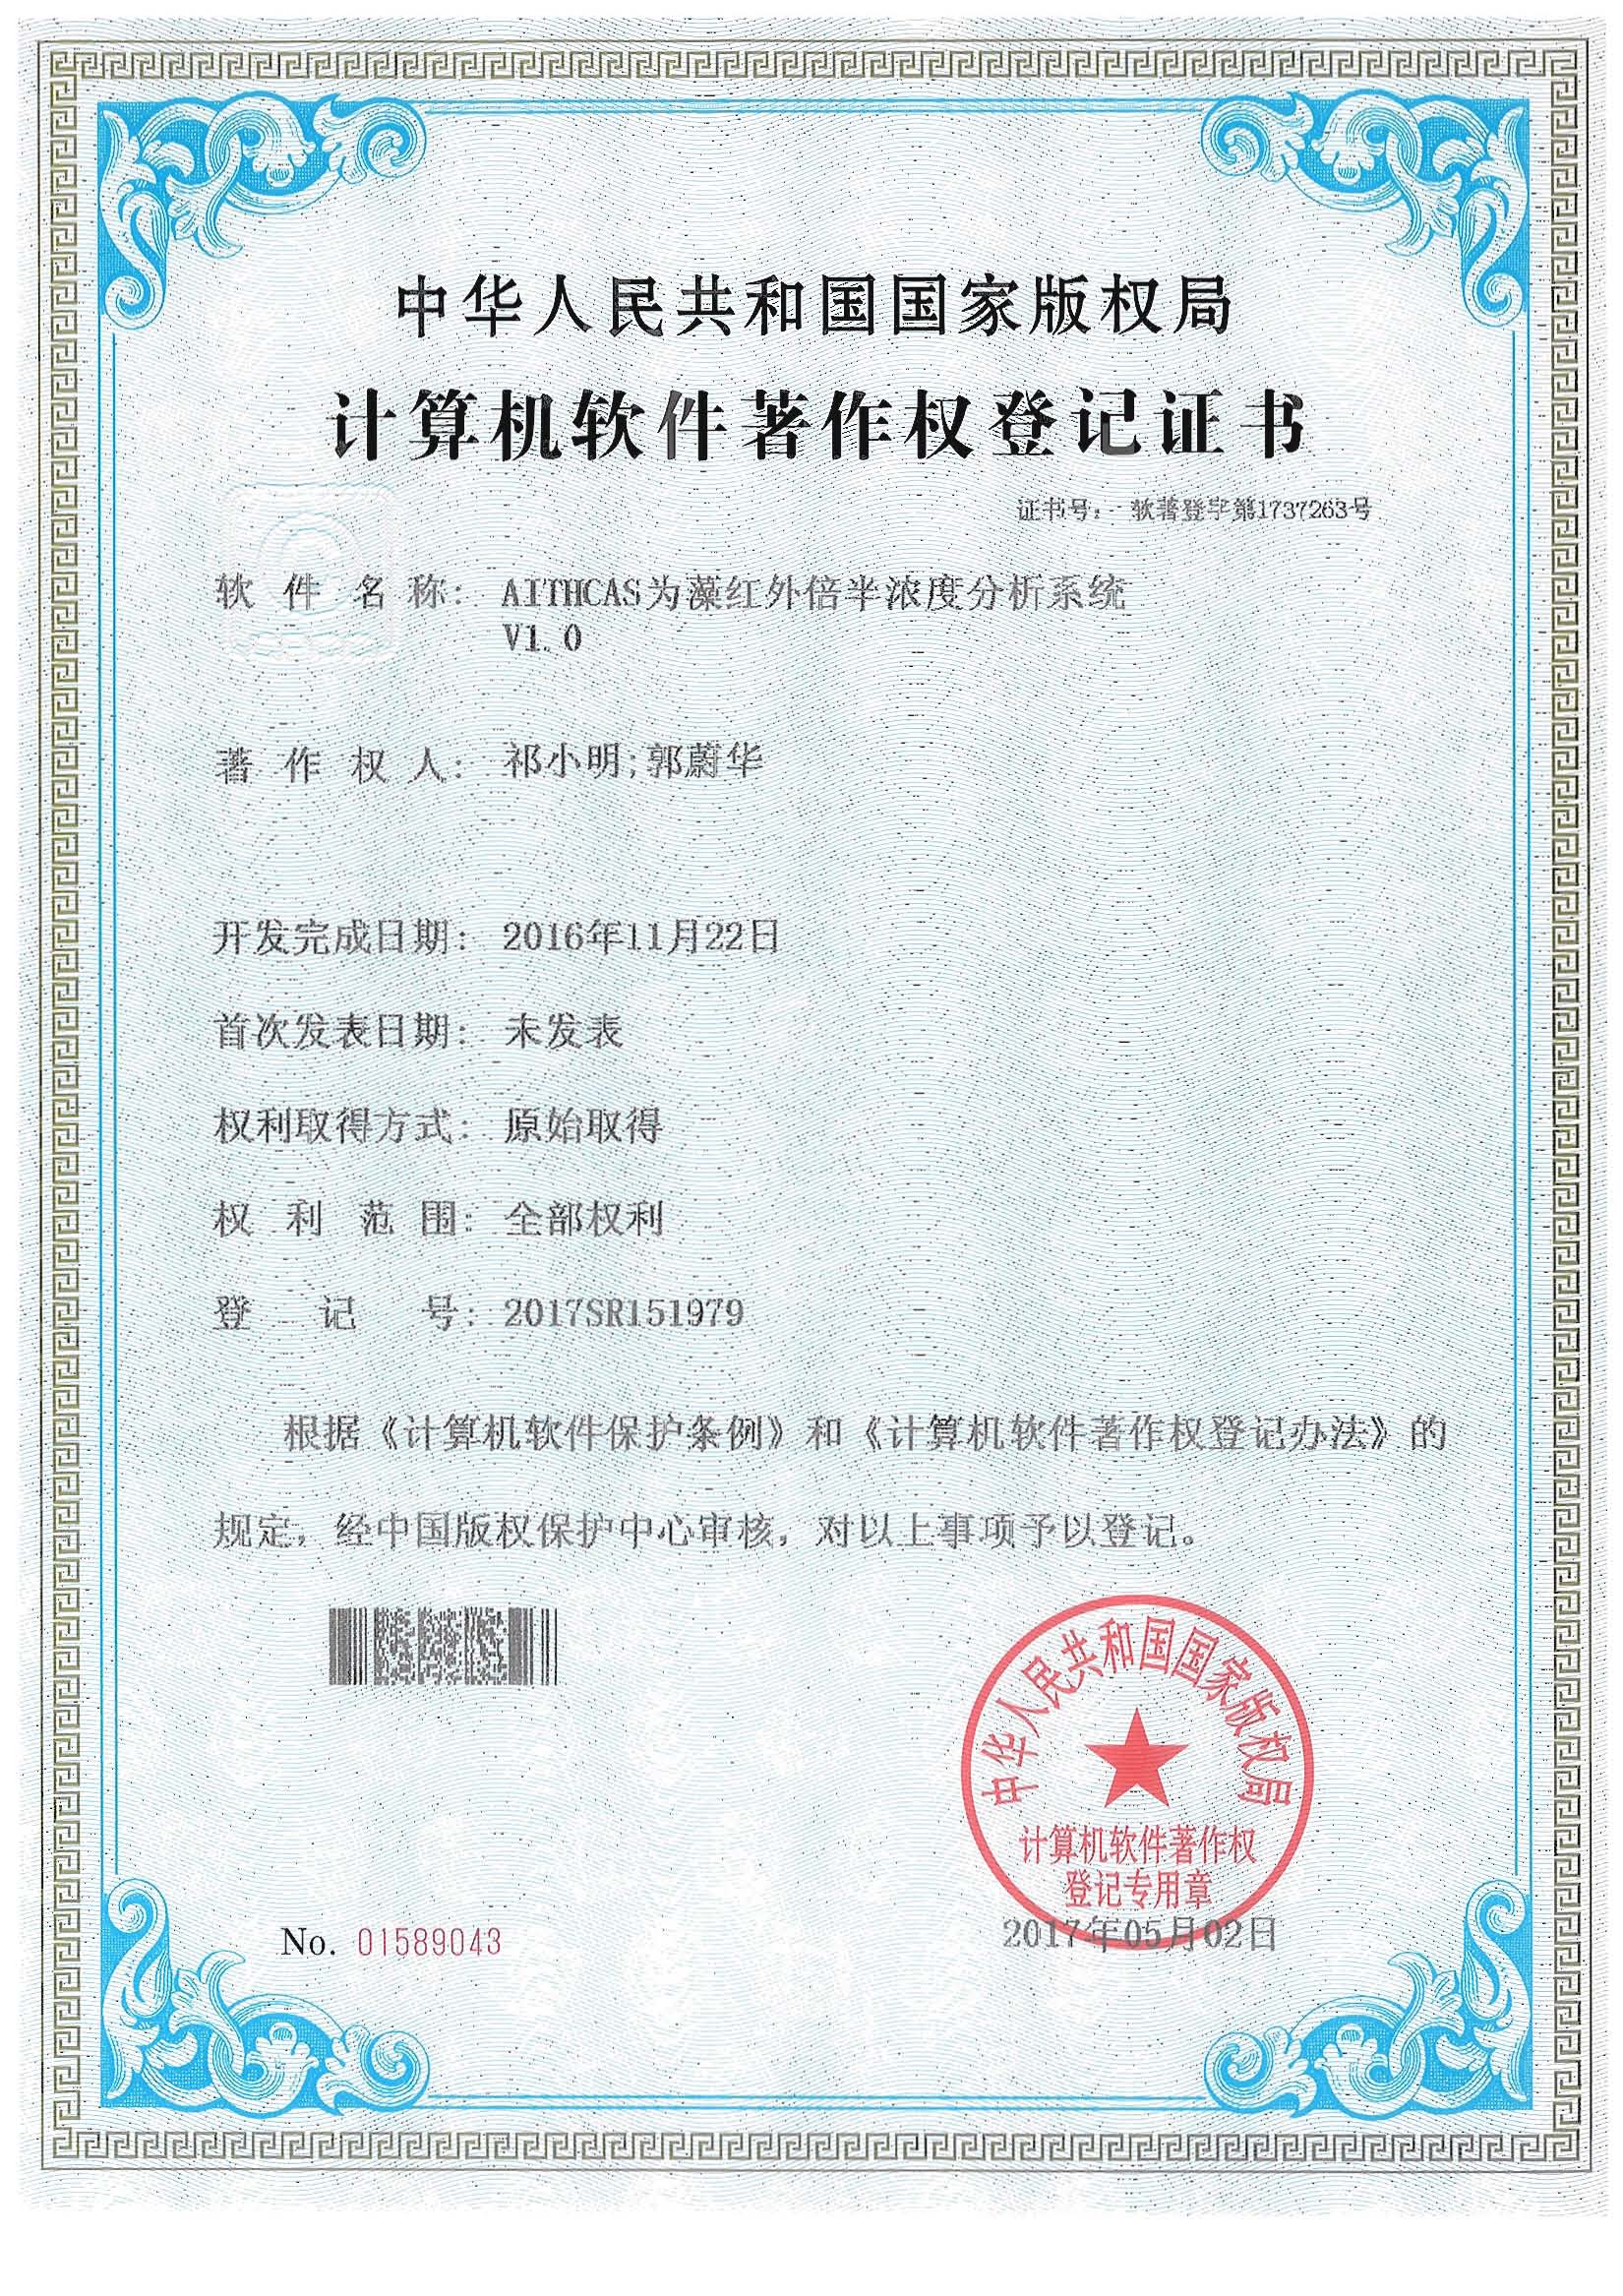 中华人民共和国国家版权局
计算机软件著作权登记证书
证书号： 软著登字第1737263号
软件名称： AITHCAS为藻红外倍半浓度分析系统
V1.0
著作权人： 祁小明;郭蔚华
开发完成日期： 2016年11月22日
首次发表日期： 未发表
权利取得方式： 原始取得
权利范围： 全部权利
登记号： 2017SR151979
根据《计算机软件保护条例》和《计算机软件著作权登记办法》的
规定，经中国版权保护中心审核，对以上事项予以登记。
中华人民共和国国家版权局
计算机软件著作权
登记专用章
No. 01589043
2017年05月02日